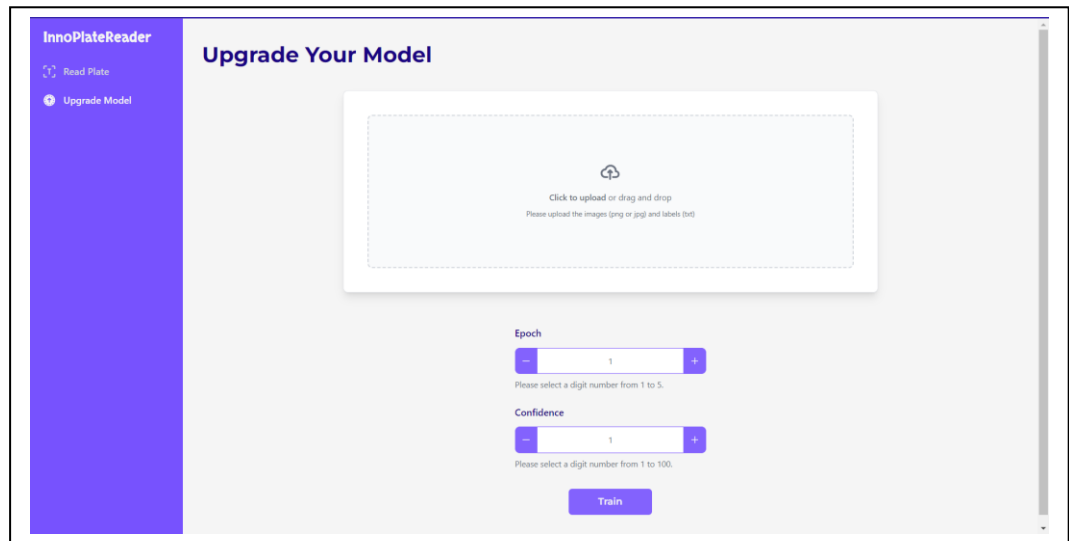 InnoPlateReader
Read Plate
Upgrade Model
Upgrade Your Model
Click to upload or drag and drop
Please upload the images (png or jpg) and labels (txt)
Epoch
− 1 +
Please select a digit number from 1 to 5.
Confidence
− 1 +
Please select a digit number from 1 to 100.
Train